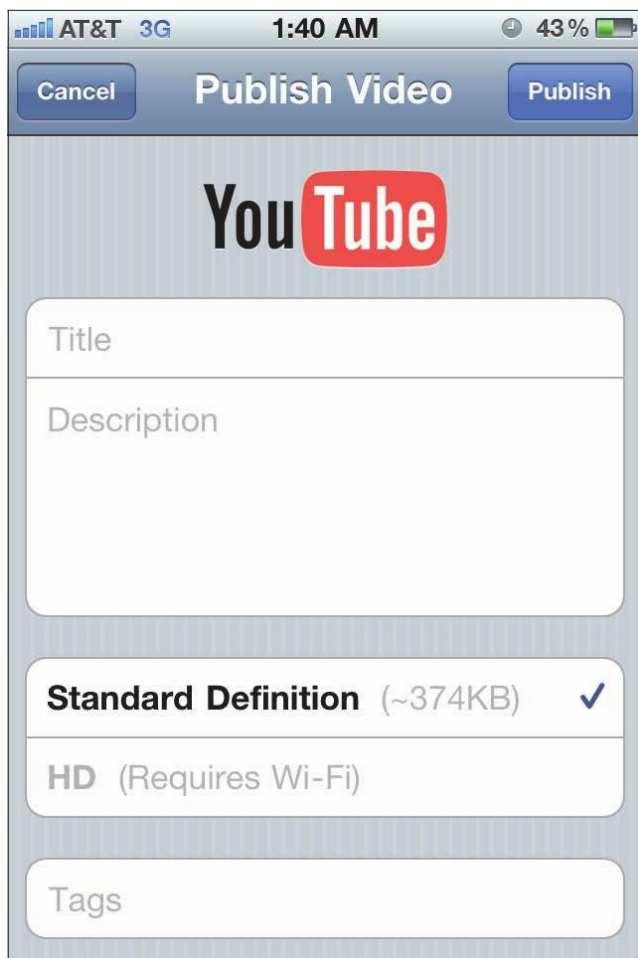 AT&T 3G 1:40 AM 43%
Cancel Publish Video Publish
YouTube
Title
Description
Standard Definition (~374KB)
HD (Requires Wi-Fi)
Tags